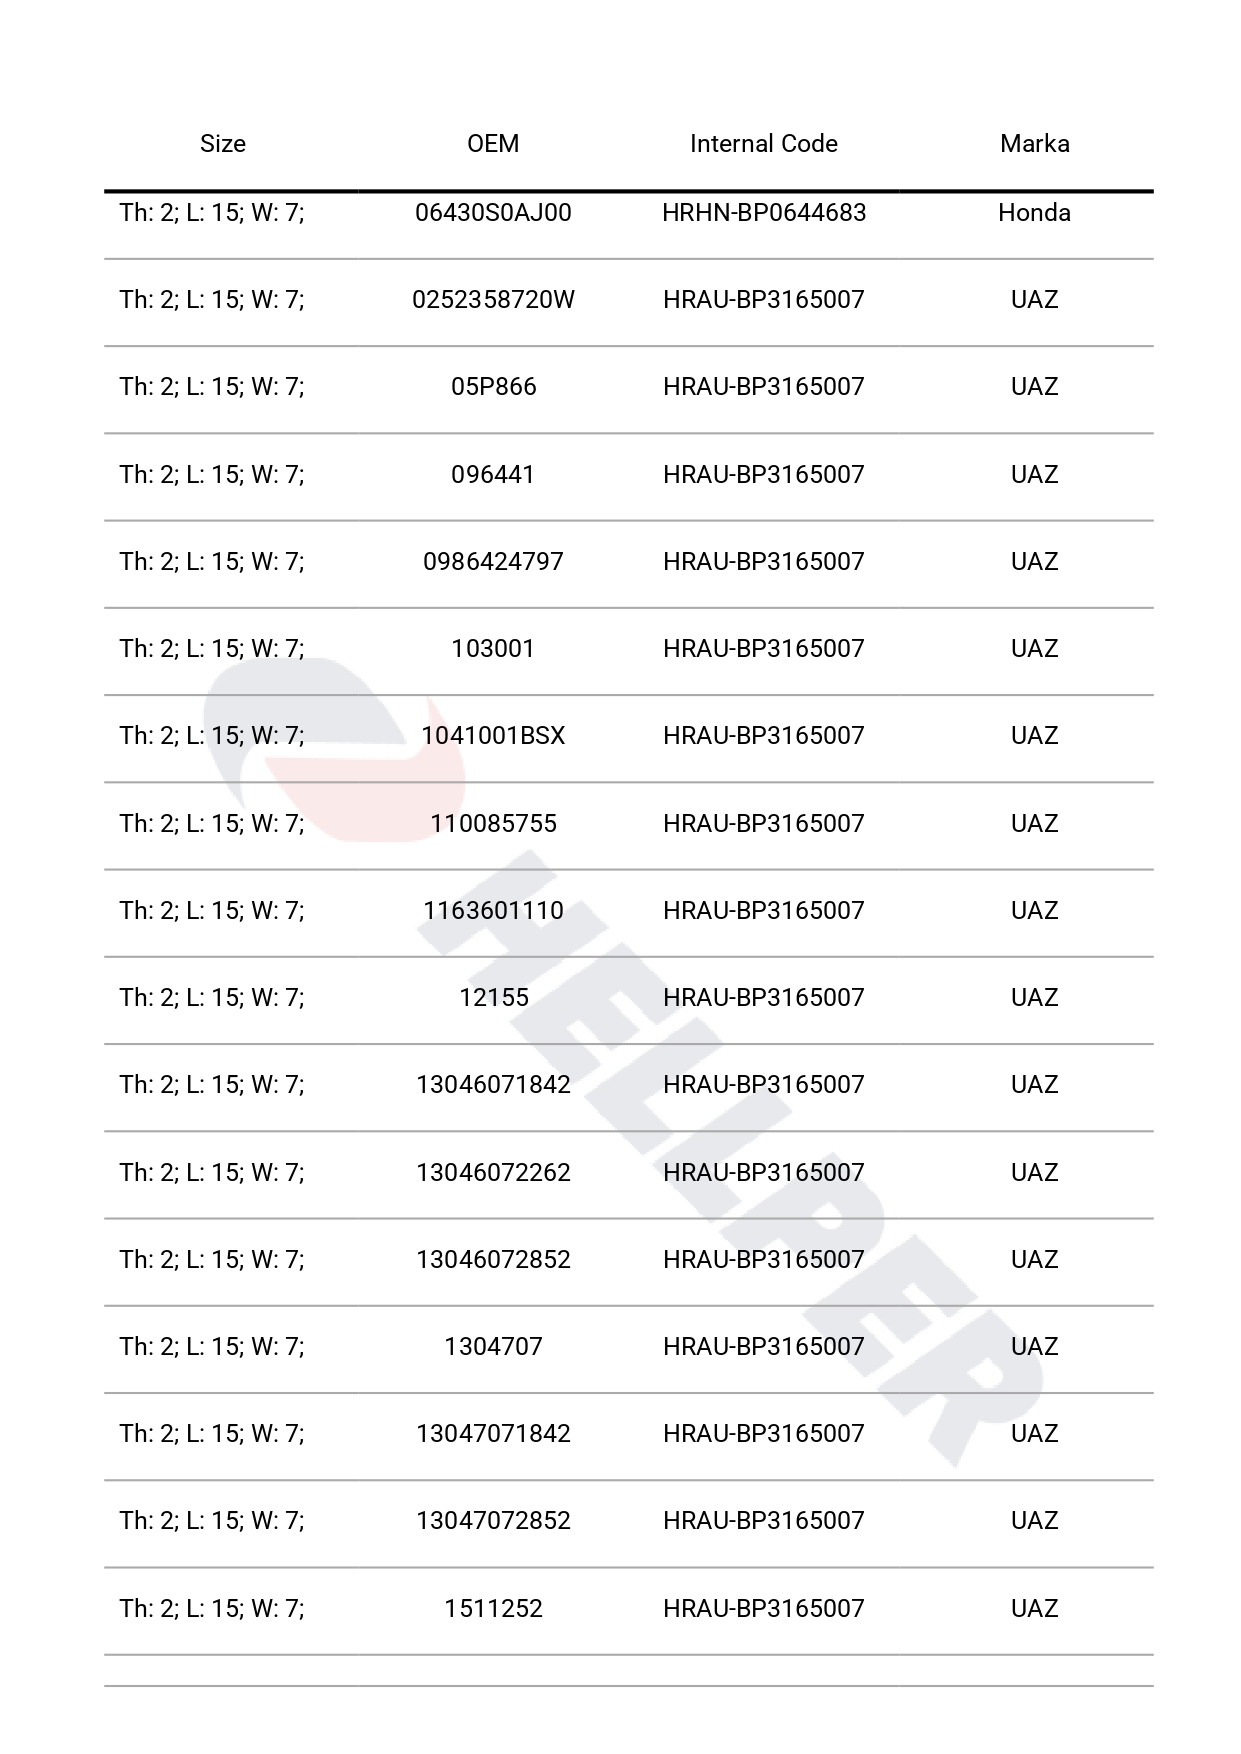 Size OEM Internal Code Marka
Th: 2; L: 15; W: 7; 06430S0AJ00 HRHN-BP0644683 Honda
Th: 2; L: 15; W: 7; 0252358720W HRAU-BP3165007 UAZ
Th: 2; L: 15; W: 7; 05P866 HRAU-BP3165007 UAZ
Th: 2; L: 15; W: 7; 096441 HRAU-BP3165007 UAZ
Th: 2; L: 15; W: 7; 0986424797 HRAU-BP3165007 UAZ
Th: 2; L: 15; W: 7; 103001 HRAU-BP3165007 UAZ
Th: 2; L: 15; W: 7; 1041001BSX HRAU-BP3165007 UAZ
Th: 2; L: 15; W: 7; 110085755 HRAU-BP3165007 UAZ
Th: 2; L: 15; W: 7; 1163601110 HRAU-BP3165007 UAZ
Th: 2; L: 15; W: 7; 12155 HRAU-BP3165007 UAZ
Th: 2; L: 15; W: 7; 13046071842 HRAU-BP3165007 UAZ
Th: 2; L: 15; W: 7; 13046072262 HRAU-BP3165007 UAZ
Th: 2; L: 15; W: 7; 13046072852 HRAU-BP3165007 UAZ
Th: 2; L: 15; W: 7; 1304707 HRAU-BP3165007 UAZ
Th: 2; L: 15; W: 7; 13047071842 HRAU-BP3165007 UAZ
Th: 2; L: 15; W: 7; 13047072852 HRAU-BP3165007 UAZ
Th: 2; L: 15; W: 7; 1511252 HRAU-BP3165007 UAZ
HELLPER